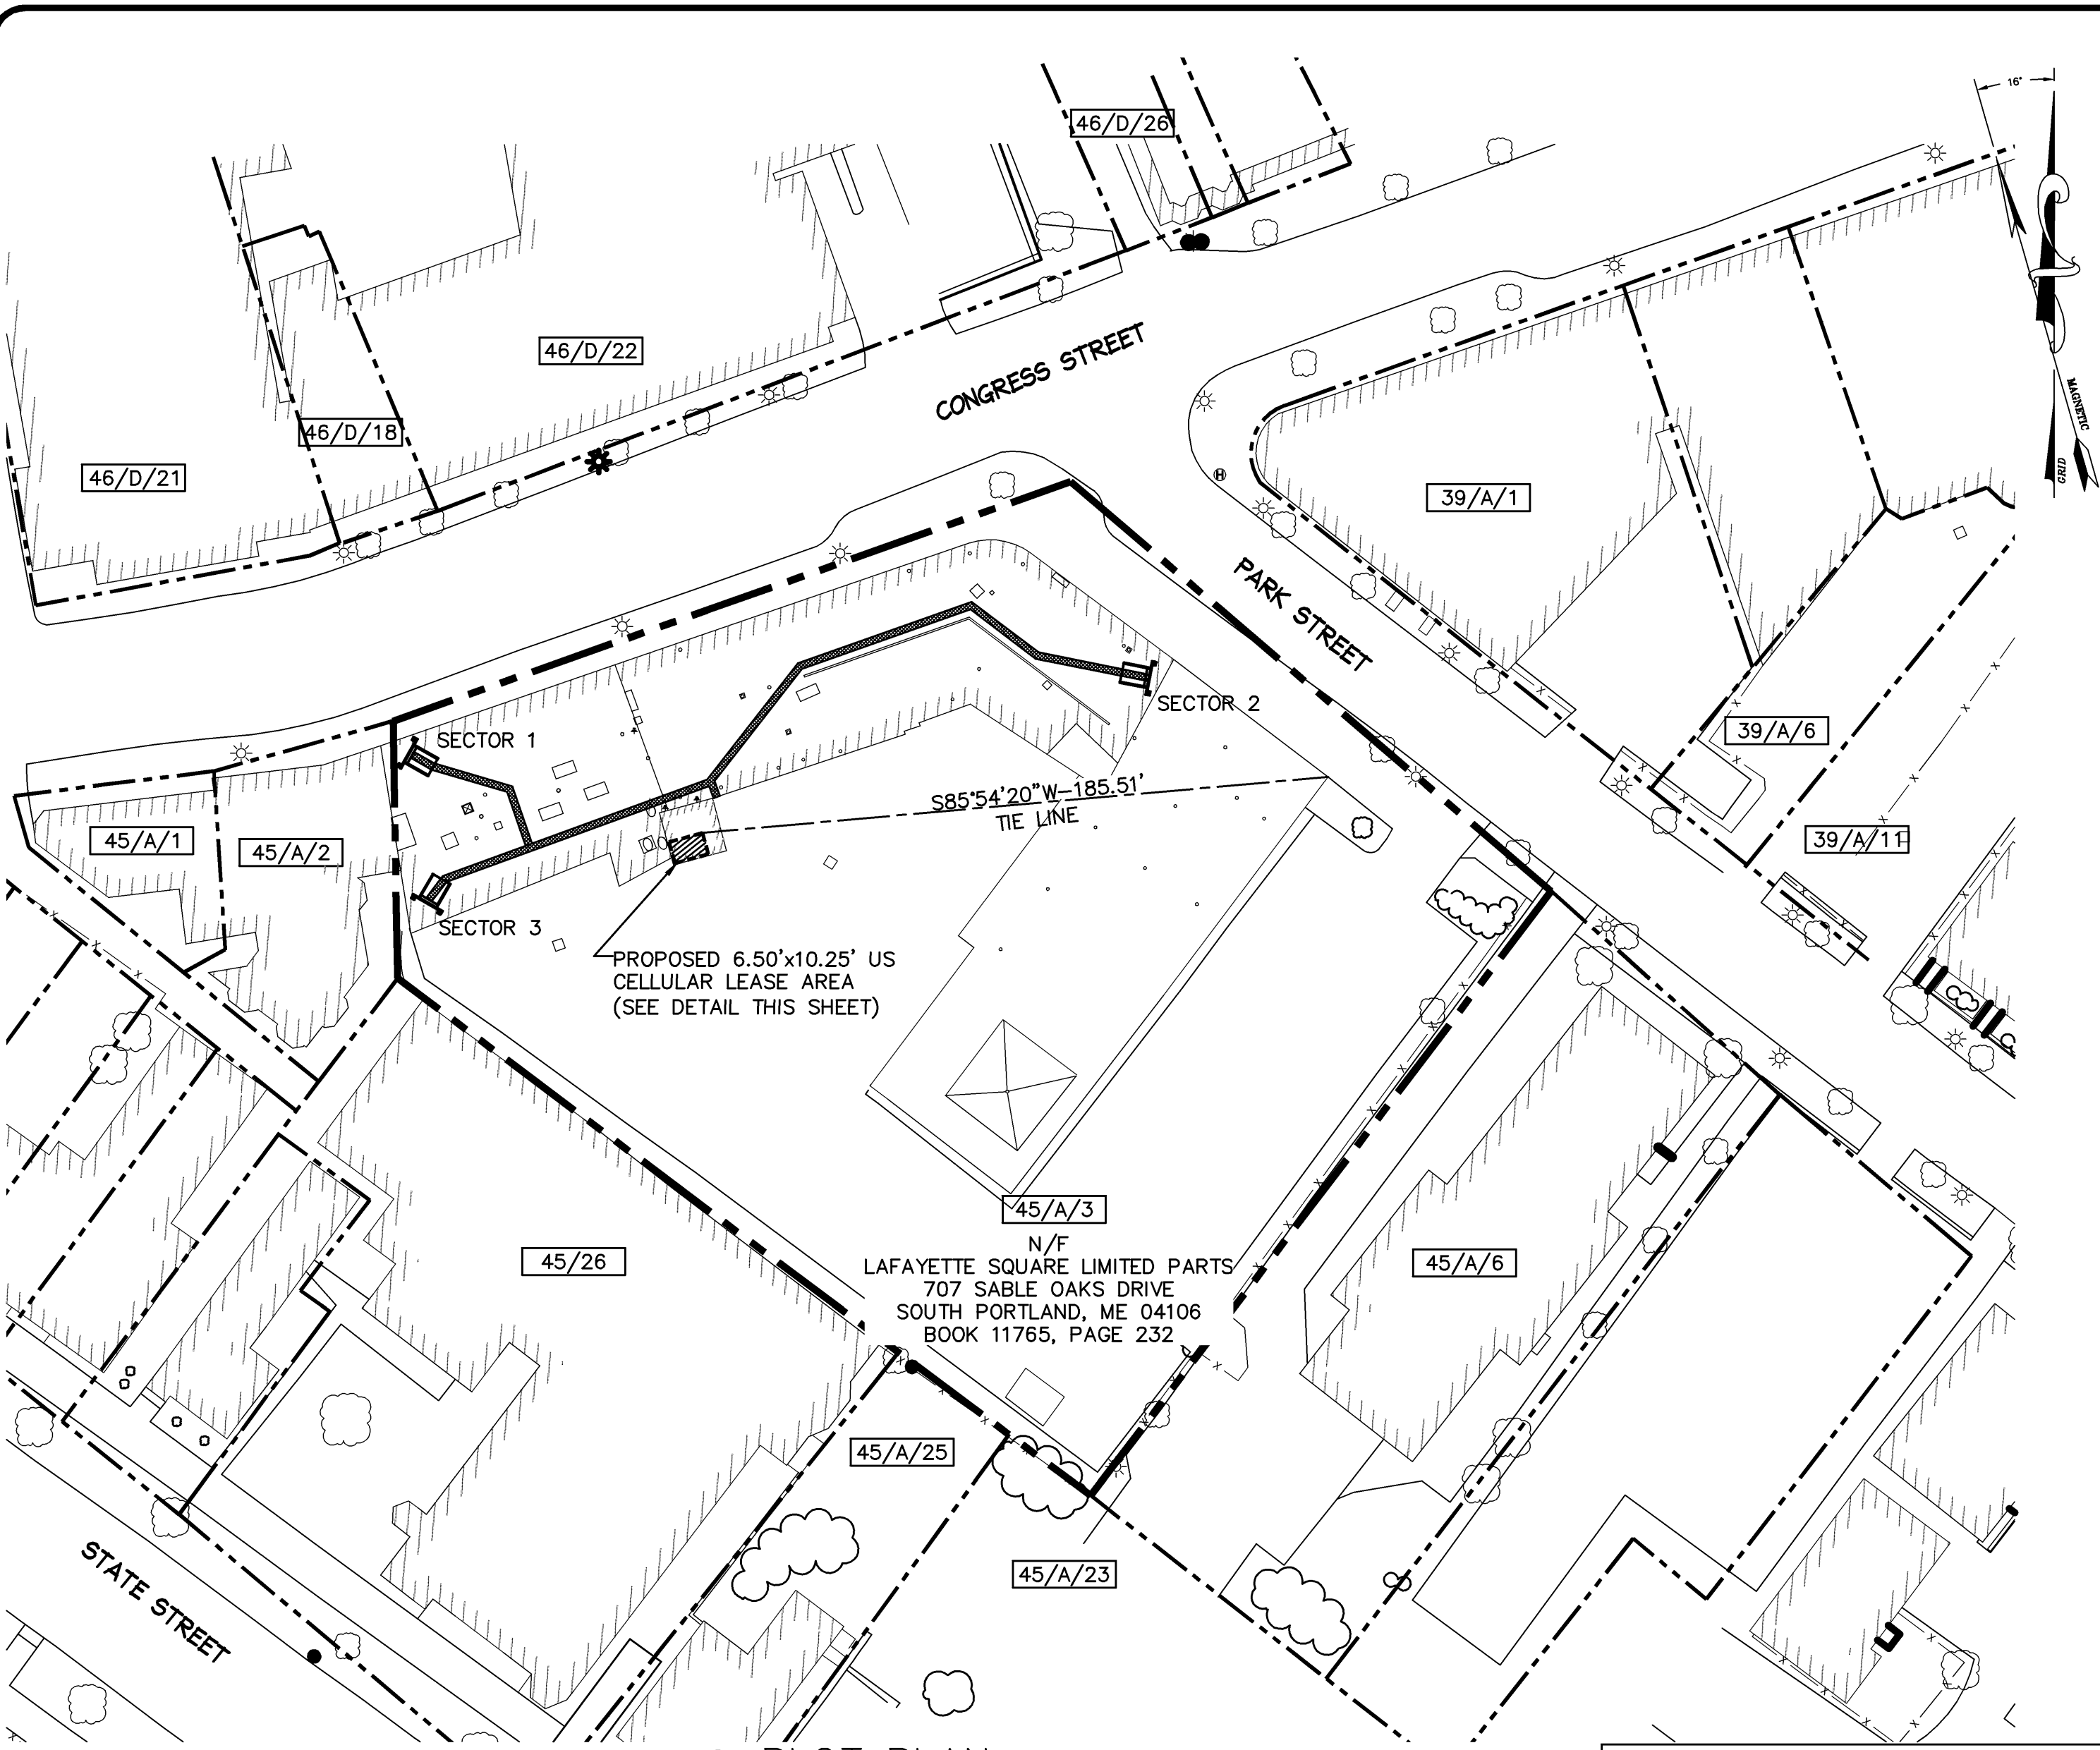 16°
46/D/26
46/D/22
CONGRESS STREET
MAGNETIC
GRID
46/D/18
46/D/21
39/A/1
PARK STREET
SECTOR 2
SECTOR 1
39/A/6
S85°54'20"W-185.51'
TIE LINE
45/A/1
45/A/2
39/A/11
SECTOR 3
PROPOSED 6.50'x10.25' US
CELLULAR LEASE AREA
(SEE DETAIL THIS SHEET)
45/A/3
N/F
LAFAYETTE SQUARE LIMITED PARTS
707 SABLE OAKS DRIVE
SOUTH PORTLAND, ME 04106
BOOK 11765, PAGE 232
45/26
45/A/6
45/A/25
45/A/23
STATE STREET
PLOT PLAN